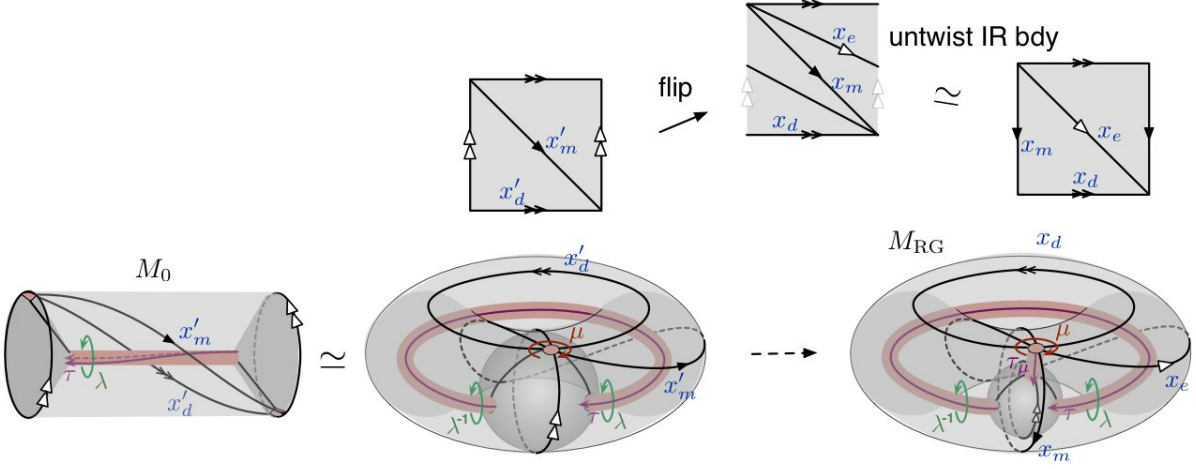 x_e
untwist IR bdy
flip
x_m
≃
x'_m
x_e
x_m
x_d
x'_d
x_d
M_RG
x_d
M_0
x'_d
x'_m
μ
μ
≃
τ_μ
τ
λ
x'_m
x_e
x'_d
λ⁻¹
τ
λ
λ⁻¹
τ
λ
x_m